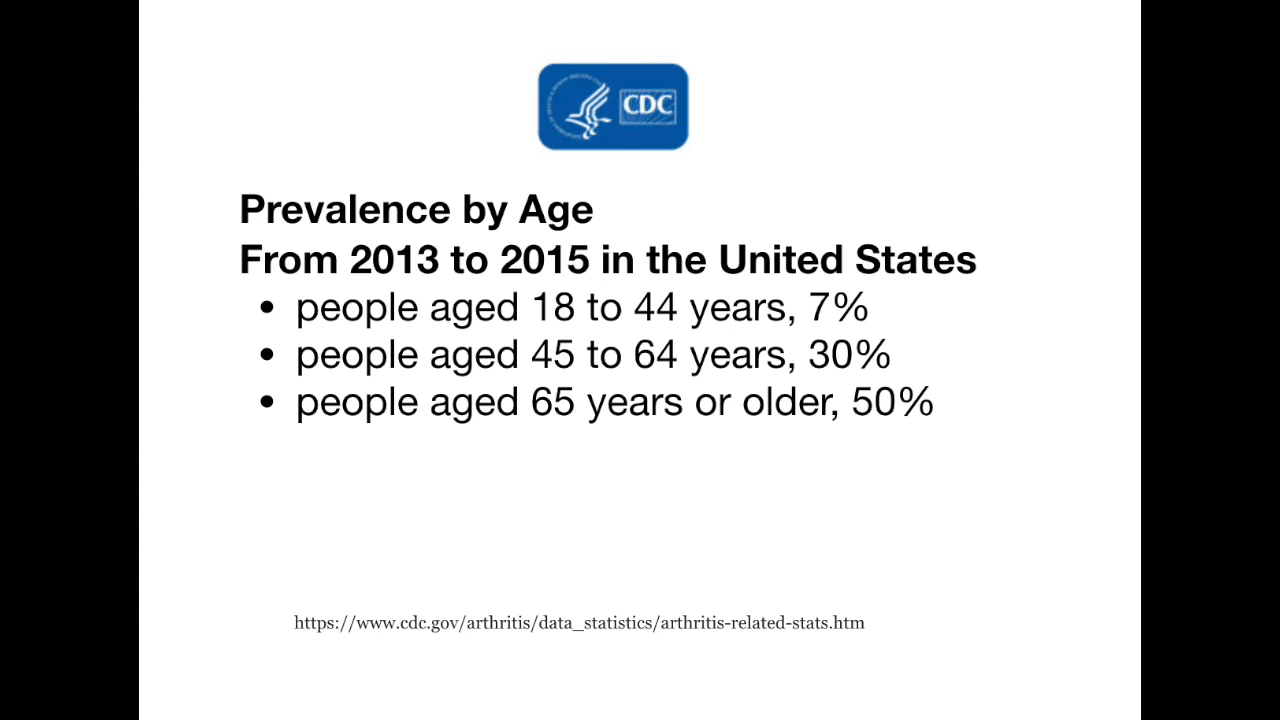 CDC
Prevalence by Age
From 2013 to 2015 in the United States
• people aged 18 to 44 years, 7%
• people aged 45 to 64 years, 30%
• people aged 65 years or older, 50%
https://www.cdc.gov/arthritis/data_statistics/arthritis-related-stats.htm